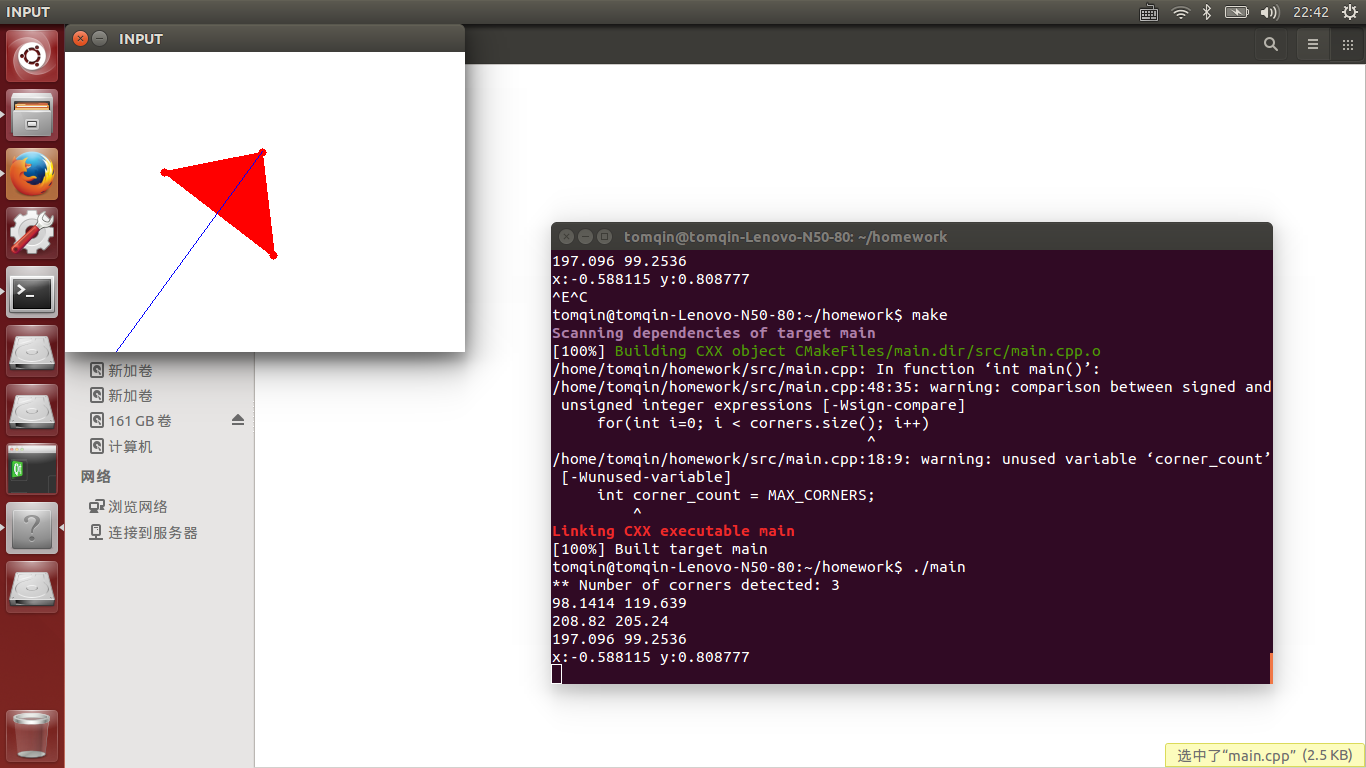 INPUT
22:42
INPUT
新加卷
新加卷
161 GB 卷
计算机
网络
浏览网络
连接到服务器
tomqin@tomqin-Lenovo-N50-80: ~/homework
197.096 99.2536
x:-0.588115 y:0.808777
^E^C
tomqin@tomqin-Lenovo-N50-80:~/homework$ make
Scanning dependencies of target main
[100%] Building CXX object CMakeFiles/main.dir/src/main.cpp.o
/home/tomqin/homework/src/main.cpp: In function ‘int main()’:
/home/tomqin/homework/src/main.cpp:48:35: warning: comparison between signed and
unsigned integer expressions [-Wsign-compare]
for(int i=0; i < corners.size(); i++)
^
/home/tomqin/homework/src/main.cpp:18:9: warning: unused variable ‘corner_count’
[-Wunused-variable]
int corner_count = MAX_CORNERS;
^
Linking CXX executable main
[100%] Built target main
tomqin@tomqin-Lenovo-N50-80:~/homework$ ./main
** Number of corners detected: 3
98.1414 119.639
208.82 205.24
197.096 99.2536
x:-0.588115 y:0.808777
选中了“main.cpp” (2.5 KB)